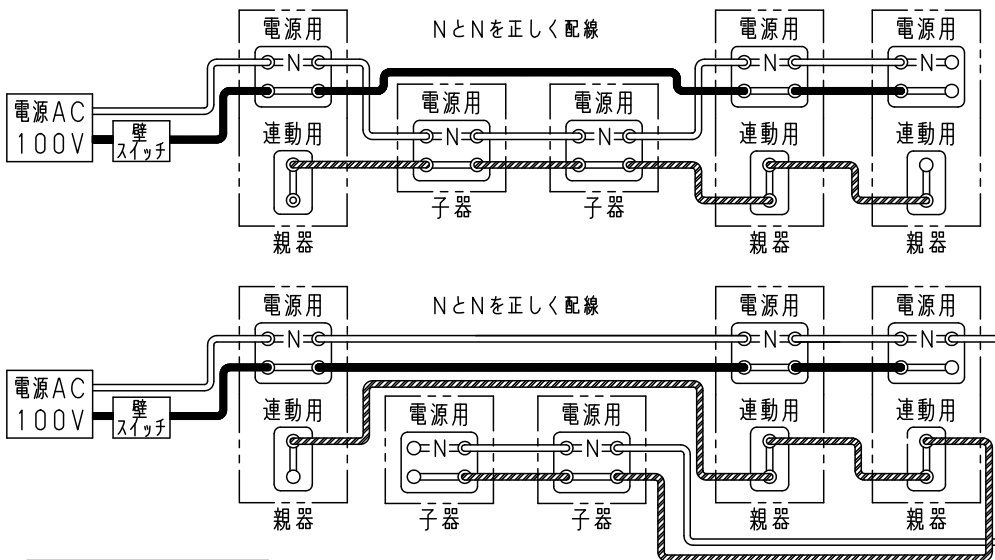 電源用
NとNを正しく配線
電源用
電源用
N
N
N
電源AC
100V
壁
スイッチ
電源用
電源用
連動用
N
N
連動用
連動用
子器
子器
親器
親器
親器
電源用
NとNを正しく配線
電源用
電源用
N
N
N
電源AC
100V
壁
スイッチ
連動用
電源用
電源用
連動用
連動用
N
N
親器
子器
子器
親器
親器